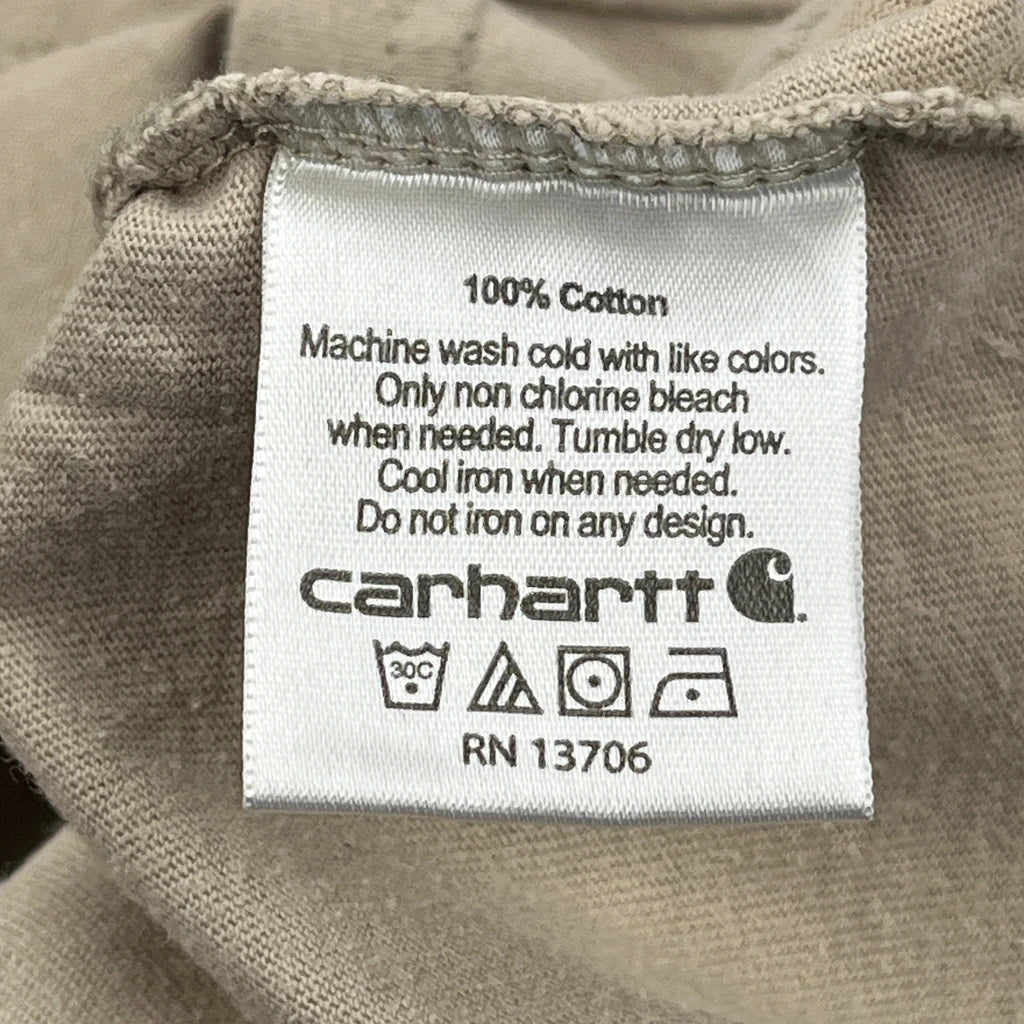 100% Cotton
Machine wash cold with like colors.
Only non chlorine bleach
when needed. Tumble dry low.
Cool iron when needed.
Do not iron on any design.
carhartt
30C
RN 13706